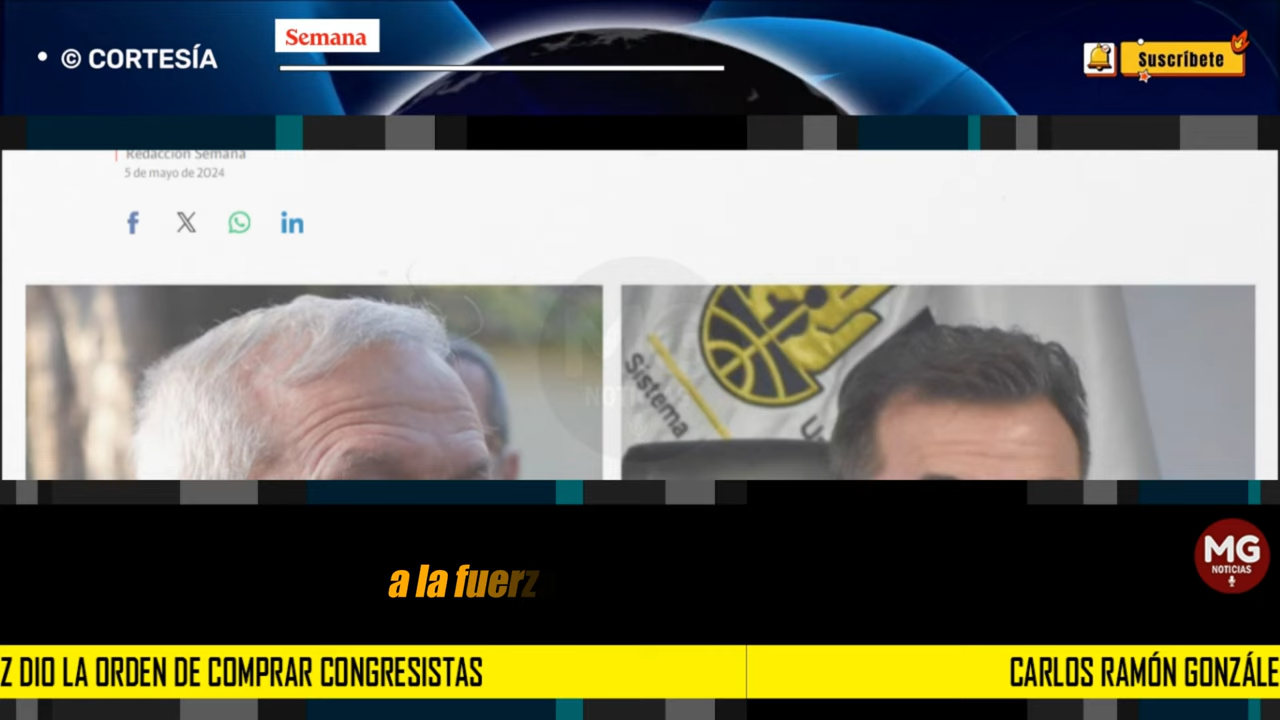 © CORTESÍA
Semana
Suscríbete
Redacción Semana
5 de mayo de 2024
Sistema
a la fuerz
MG
NOTICIAS
Z DIO LA ORDEN DE COMPRAR CONGRESISTAS
CARLOS RAMÓN GONZÁLE